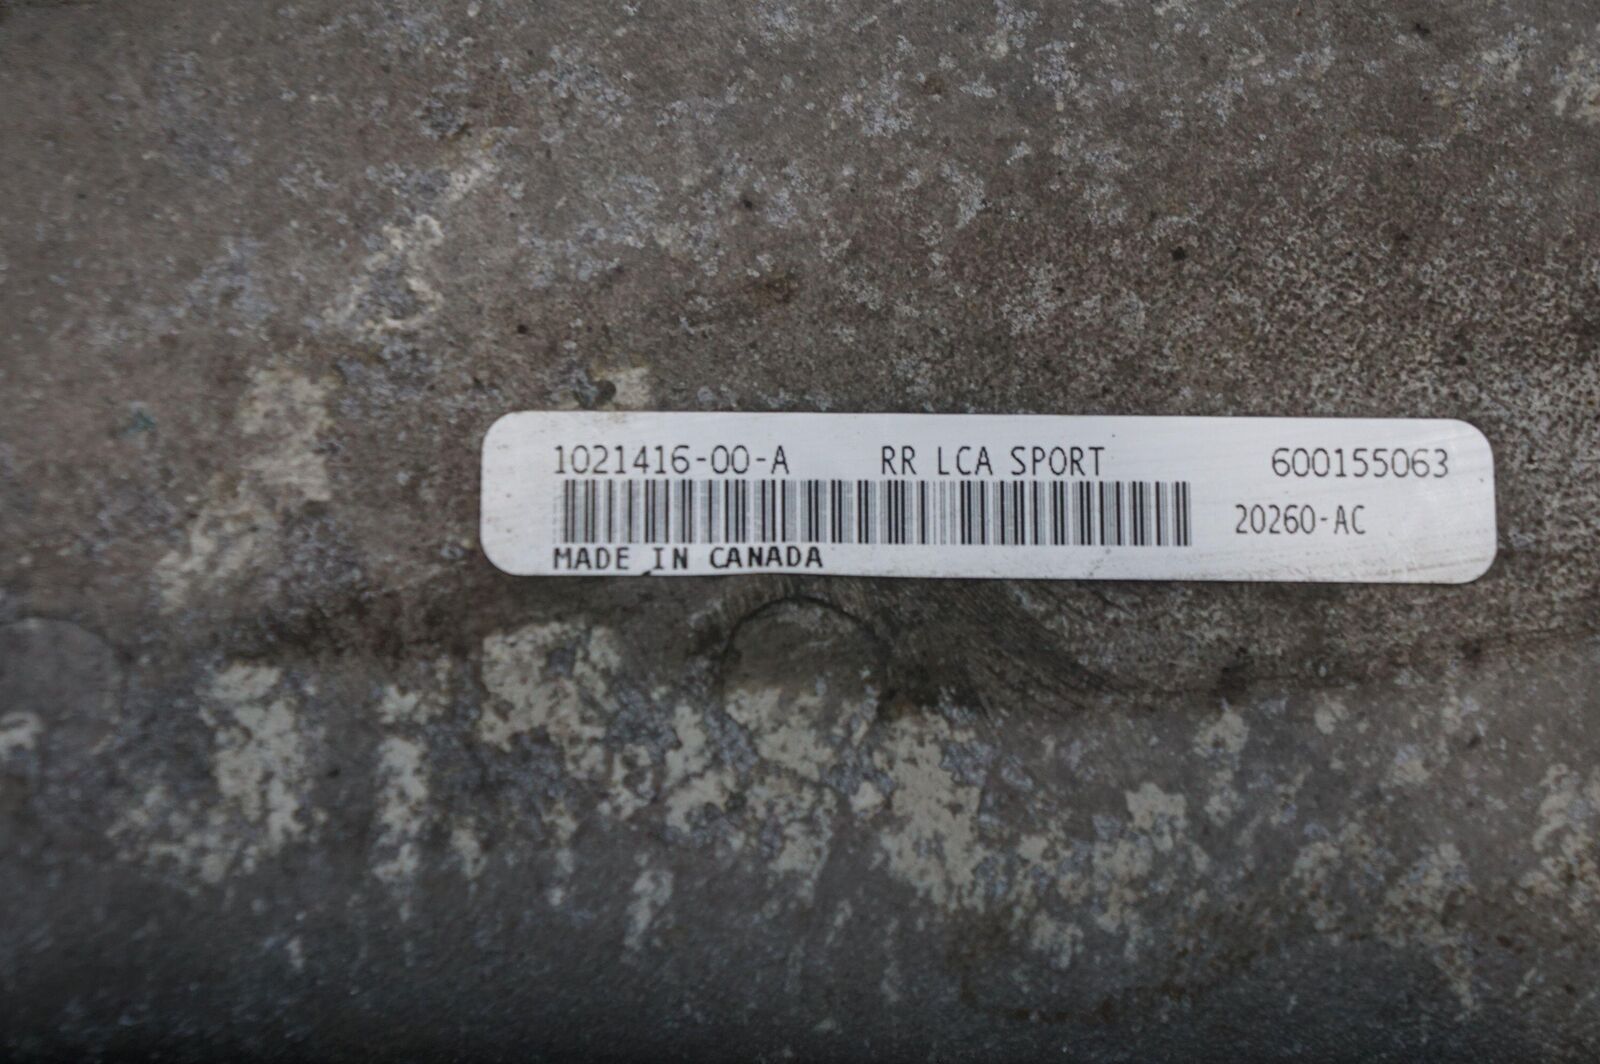 1021416-00-A RR LCA SPORT 600155063
20260-AC
MADE IN CANADA